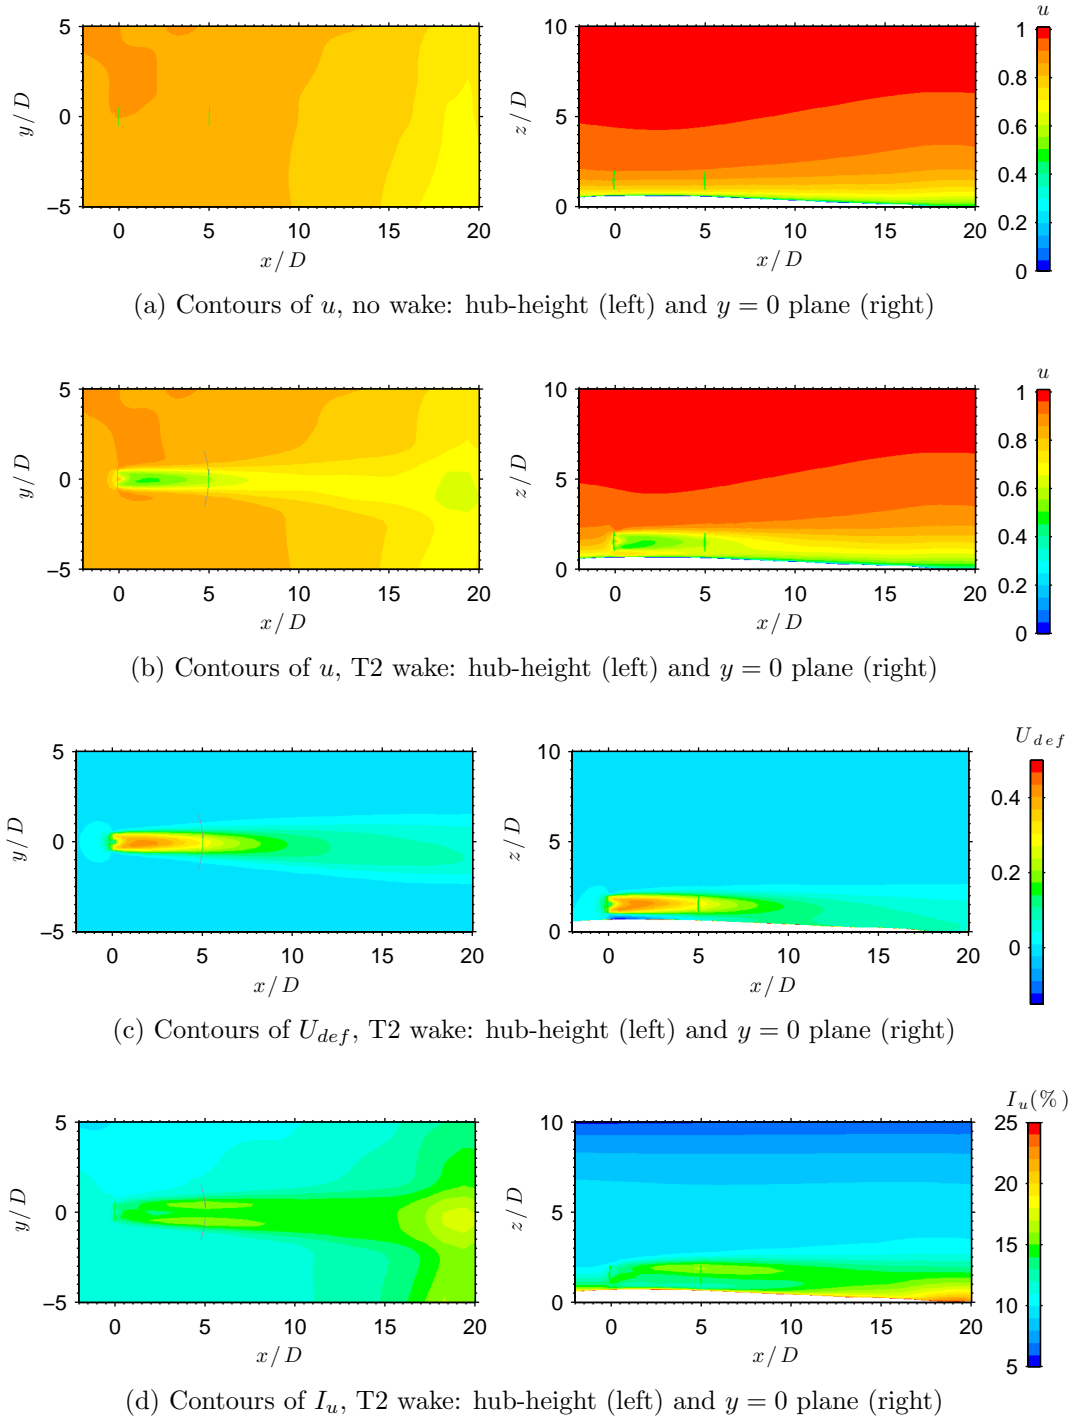 u
5
0
−5
y/D
0 5 10 15 20
x/D
10
5
0
z/D
0 5 10 15 20
x/D
1
0.8
0.6
0.4
0.2
0
(a) Contours of u, no wake: hub-height (left) and y = 0 plane (right)
u
5
0
−5
y/D
0 5 10 15 20
x/D
10
5
0
z/D
0 5 10 15 20
x/D
1
0.8
0.6
0.4
0.2
0
(b) Contours of u, T2 wake: hub-height (left) and y = 0 plane (right)
U_def
5
0
−5
y/D
0 5 10 15 20
x/D
10
5
0
z/D
0 5 10 15 20
x/D
0.4
0.2
0
(c) Contours of U_def, T2 wake: hub-height (left) and y = 0 plane (right)
I_u(%)
5
0
−5
y/D
0 5 10 15 20
x/D
10
5
0
z/D
0 5 10 15 20
x/D
25
20
15
10
5
(d) Contours of I_u, T2 wake: hub-height (left) and y = 0 plane (right)